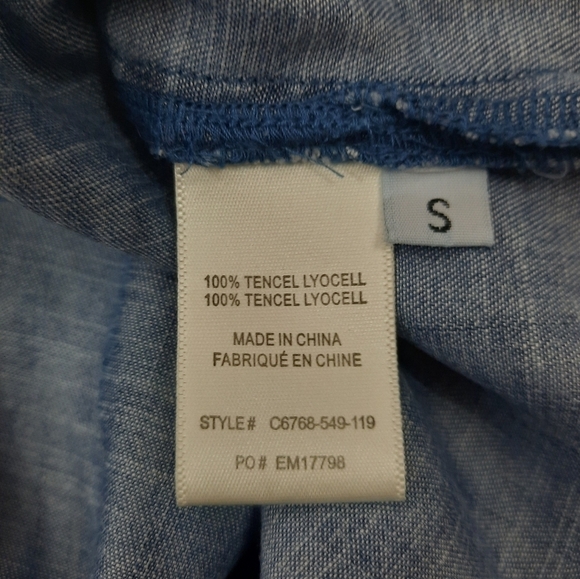 S
100% TENCEL LYOCELL
100% TENCEL LYOCELL
MADE IN CHINA
FABRIQUÉ EN CHINE
STYLE# C6768-549-119
PO# EM17798